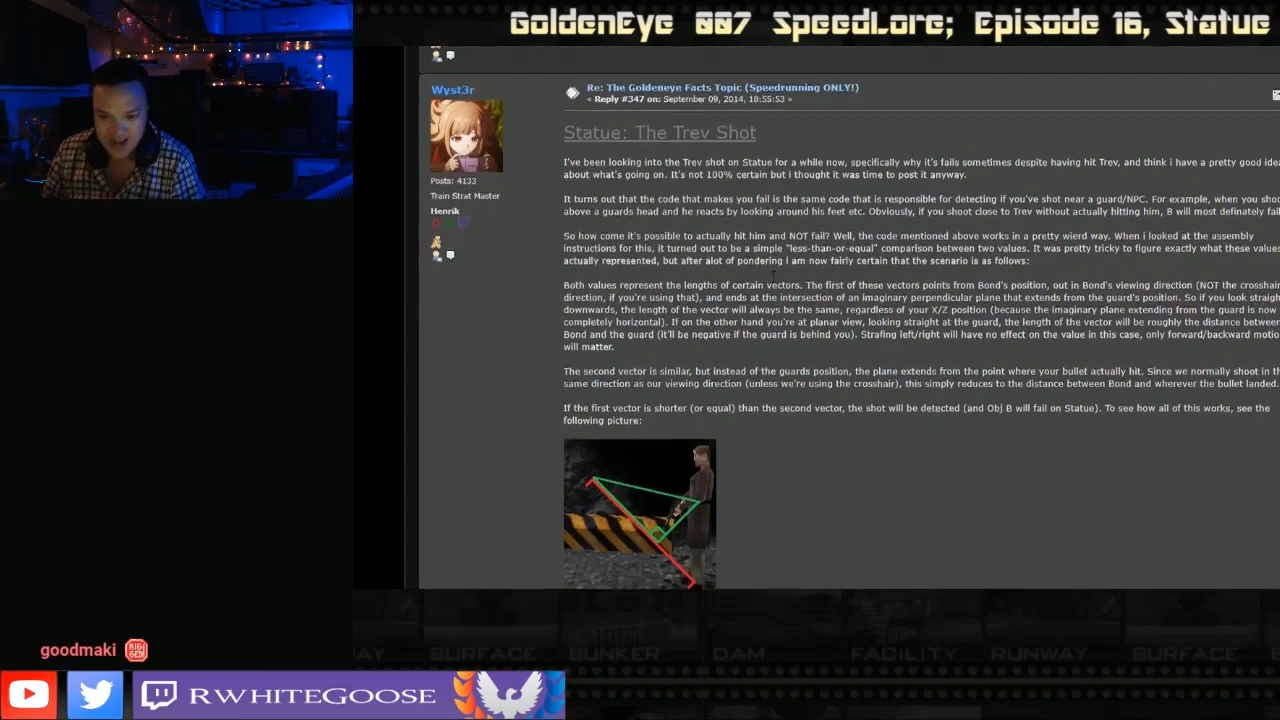 GoldenEye 007 SpeedLore; Episode 16, Statue
Wyst3r
Re: The Goldeneye Facts Topic (Speedrunning ONLY!)
« Reply #347 on: September 09, 2014, 18:55:53 »
Posts: 4133
Train Strat Master
Henrik
Statue: The Trev Shot
I've been looking into the Trev shot on Statue for a while now, specifically why it's fails sometimes despite having hit Trev, and think i have a pretty good idea
about what's going on. It's not 100% certain but i thought it was time to post it anyway.
It turns out that the code that makes you fail is the same code that is responsible for detecting if you've shot near a guard/NPC. For example, when you shoo
above a guards head and he reacts by looking around his feet etc. Obviously, if you shoot close to Trev without actually hitting him, B will most definately fail
So how come it's possible to actually hit him and NOT fail? Well, the code mentioned above works in a pretty wierd way. When i looked at the assembly
instructions for this, it turned out to be a simple "less-than-or-equal" comparison between two values. It was pretty tricky to figure exactly what these values
actually represented, but after alot of pondering i am now fairly certain that the scenario is as follows:
Both values represent the lengths of certain vectors. The first of these vectors points from Bond's position, out in Bond's viewing direction (NOT the crosshair
direction, if you're using that), and ends at the intersection of an imaginary perpendicular plane that extends from the guard's position. So if you look straigh
downwards, the length of the vector will always be the same, regardless of your X/Z position (because the imaginary plane extending from the guard is now
completely horizontal). If on the other hand you're at planar view, looking straight at the guard, the length of the vector will be roughly the distance between
Bond and the guard (it'll be negative if the guard is behind you). Strafing left/right will have no effect on the value in this case, only forward/backward motio
will matter.
The second vector is similar, but instead of the guards position, the plane extends from the point where your bullet actually hit. Since we normally shoot in th
same direction as our viewing direction (unless we're using the crosshair), this simply reduces to the distance between Bond and wherever the bullet landed.
If the first vector is shorter (or equal) than the second vector, the shot will be detected (and Obj B will fail on Statue). To see how all of this works, see the
following picture:
goodmaki
SURFACE BUNKER DAM FACILITY RUNWAY SURFACE
RWHITEGOOSE